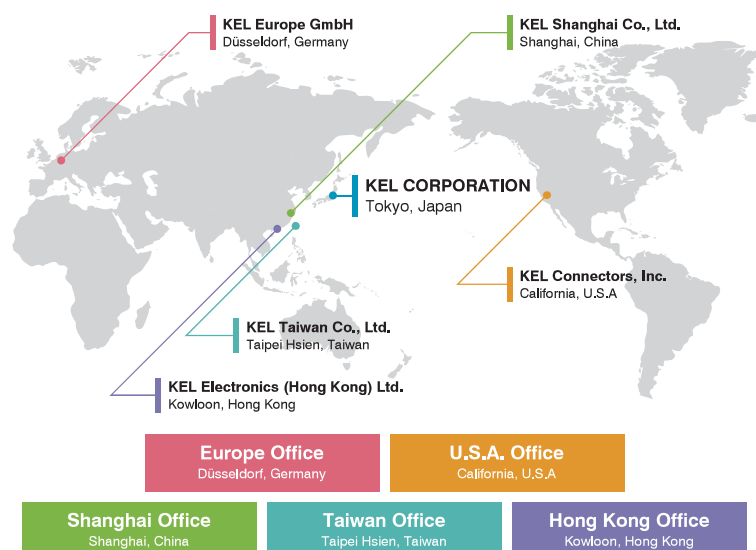 KEL Europe GmbH
Düsseldorf, Germany
KEL Shanghai Co., Ltd.
Shanghai, China
KEL CORPORATION
Tokyo, Japan
KEL Connectors, Inc.
California, U.S.A
KEL Taiwan Co., Ltd.
Taipei Hsien, Taiwan
KEL Electronics (Hong Kong) Ltd.
Kowloon, Hong Kong
Europe Office
Düsseldorf, Germany
U.S.A. Office
California, U.S.A
Shanghai Office
Shanghai, China
Taiwan Office
Taipei Hsien, Taiwan
Hong Kong Office
Kowloon, Hong Kong